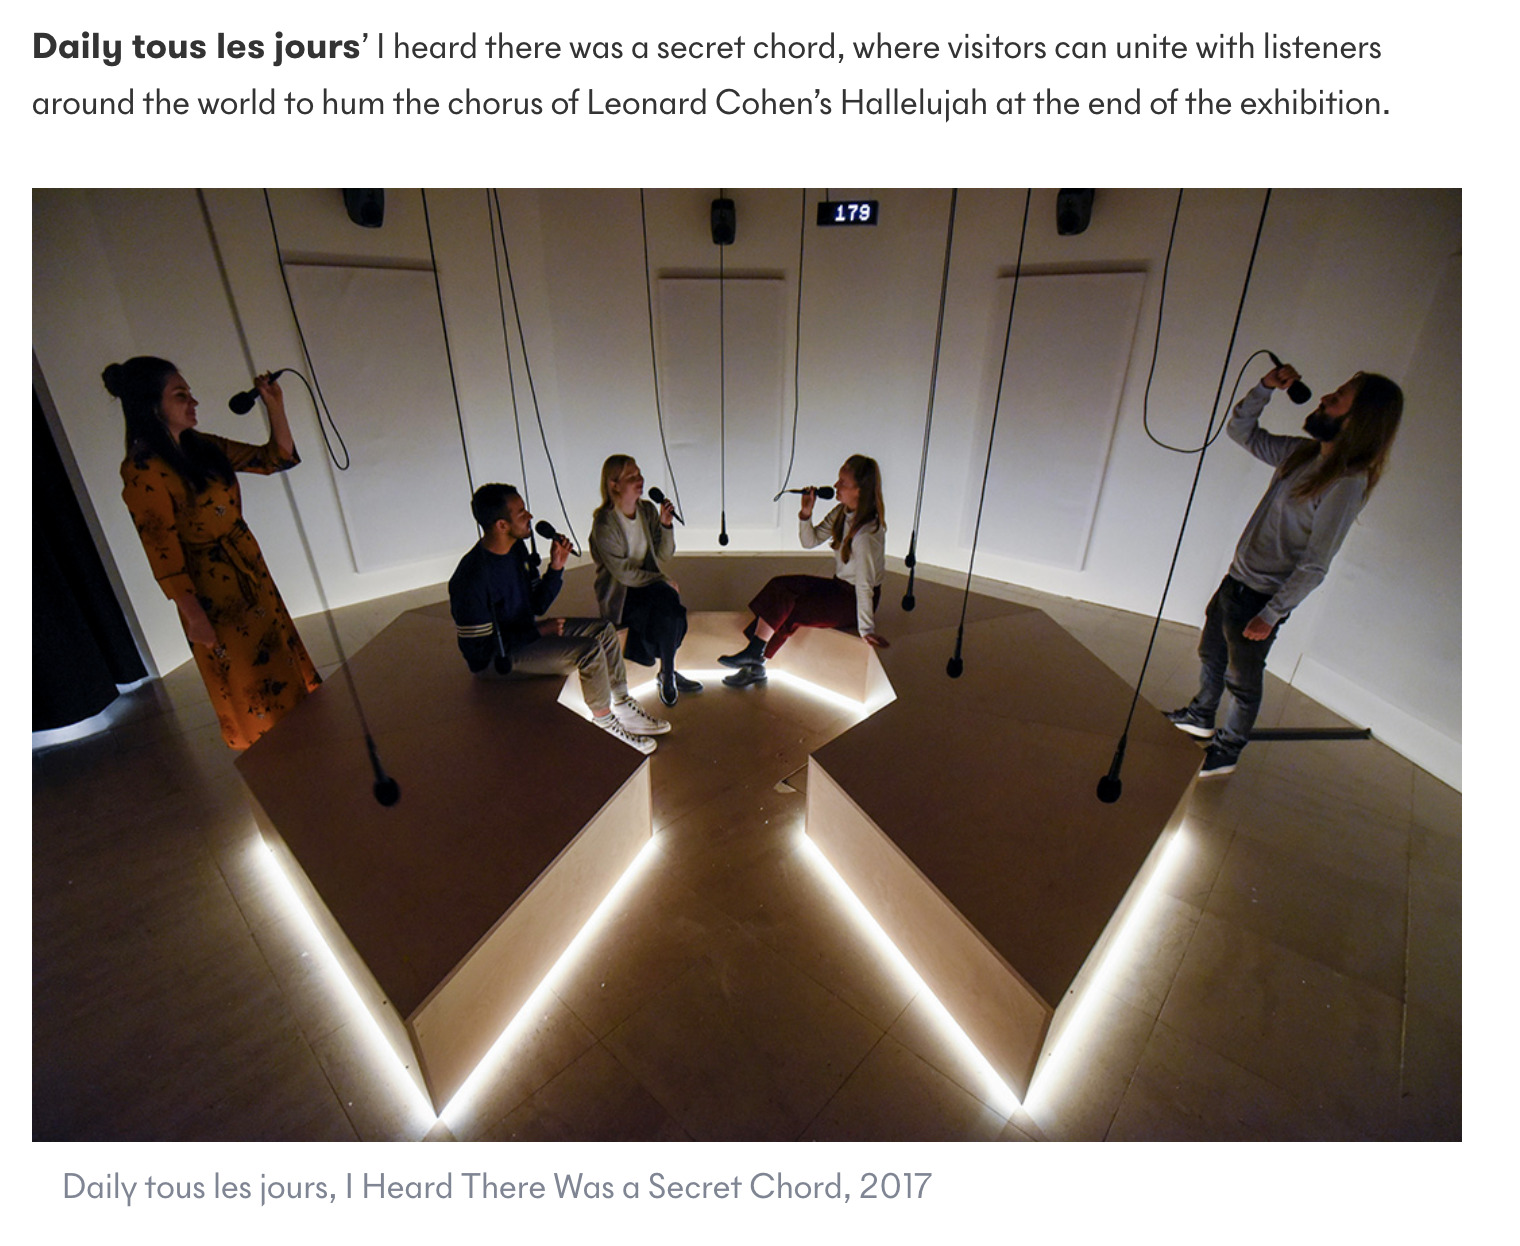 Daily tous les jours’ I heard there was a secret chord, where visitors can unite with listeners
around the world to hum the chorus of Leonard Cohen’s Hallelujah at the end of the exhibition.
179
Daily tous les jours, I Heard There Was a Secret Chord, 2017